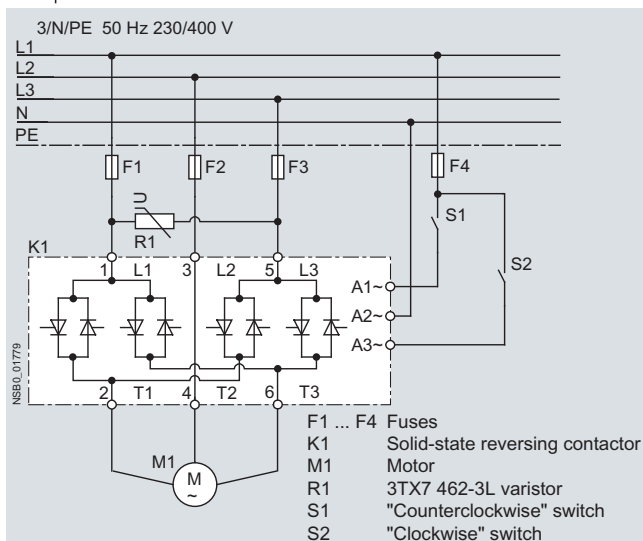 3/N/PE 50 Hz 230/400 V
L1
L2
L3
N
PE
F1 F2 F3 F4
U
R1
S1
S2
K1
1 L1 3 L2 5 L3
A1~
A2~
A3~
2 T1 4 T2 6 T3
NSB0_01779
M1
M
~
F1 ... F4 Fuses
K1 Solid-state reversing contactor
M1 Motor
R1 3TX7 462-3L varistor
S1 "Counterclockwise" switch
S2 "Clockwise" switch